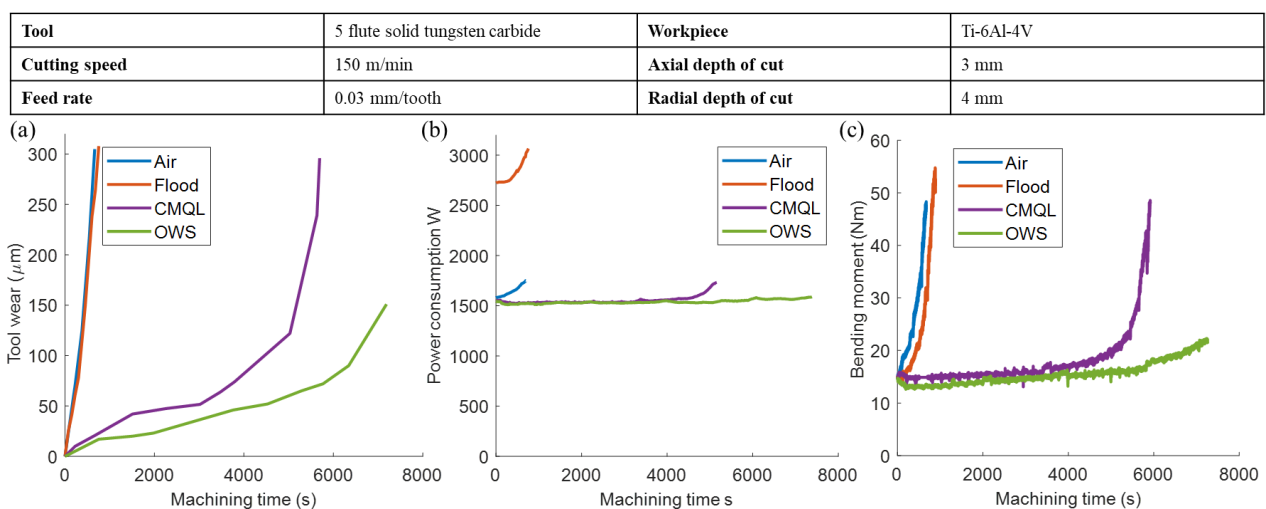 Tool 5 flute solid tungsten carbide Workpiece Ti-6Al-4V
Cutting speed 150 m/min Axial depth of cut 3 mm
Feed rate 0.03 mm/tooth Radial depth of cut 4 mm
(a)
300
250
200
150
100
50
0
Tool wear (μm)
Air
Flood
CMQL
OWS
0 2000 4000 6000 8000
Machining time (s)
(b)
3000
2500
2000
1500
1000
500
0
Power consumption W
Air
Flood
CMQL
OWS
0 2000 4000 6000 8000
Machining time s
(c)
60
50
40
30
20
10
0
Bending moment (Nm)
Air
Flood
CMQL
OWS
0 2000 4000 6000 8000
Machining time (s)